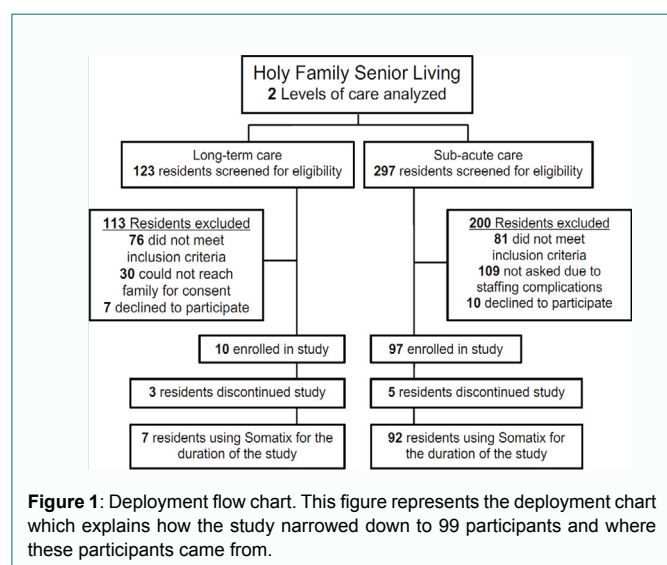 Holy Family Senior Living
2 Levels of care analyzed
Long-term care
123 residents screened for eligibility
Sub-acute care
297 residents screened for eligibility
113 Residents excluded
76 did not meet
inclusion criteria
30 could not reach
family for consent
7 declined to participate
200 Residents excluded
81 did not meet
inclusion criteria
109 not asked due to
staffing complications
10 declined to participate
10 enrolled in study
97 enrolled in study
3 residents discontinued study
5 residents discontinued study
7 residents using Somatix for the
duration of the study
92 residents using Somatix for
the duration of the study
Figure 1: Deployment flow chart. This figure represents the deployment chart
which explains how the study narrowed down to 99 participants and where
these participants came from.